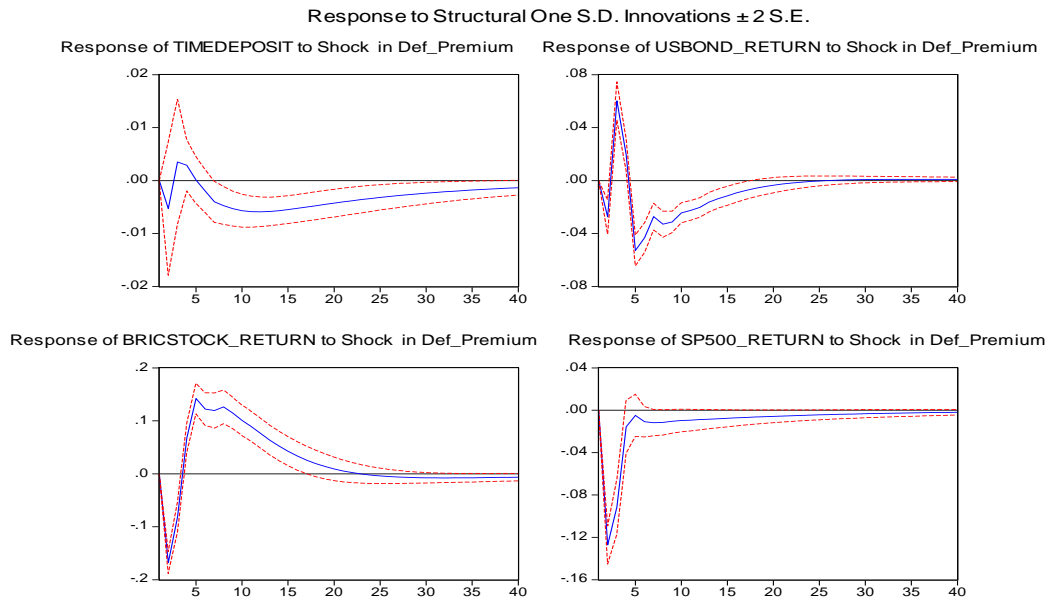 Response to Structural One S.D. Innovations ± 2 S.E.
Response of TIMEDEPOSIT to Shock in Def_Premium
.02
.01
.00
-.01
-.02
5 10 15 20 25 30 35 40
Response of USBOND_RETURN to Shock in Def_Premium
.08
.04
.00
-.04
-.08
5 10 15 20 25 30 35 40
Response of BRICSTOCK_RETURN to Shock in Def_Premium
.2
.1
.0
-.1
-.2
5 10 15 20 25 30 35 40
Response of SP500_RETURN to Shock in Def_Premium
.04
.00
-.04
-.08
-.12
-.16
5 10 15 20 25 30 35 40